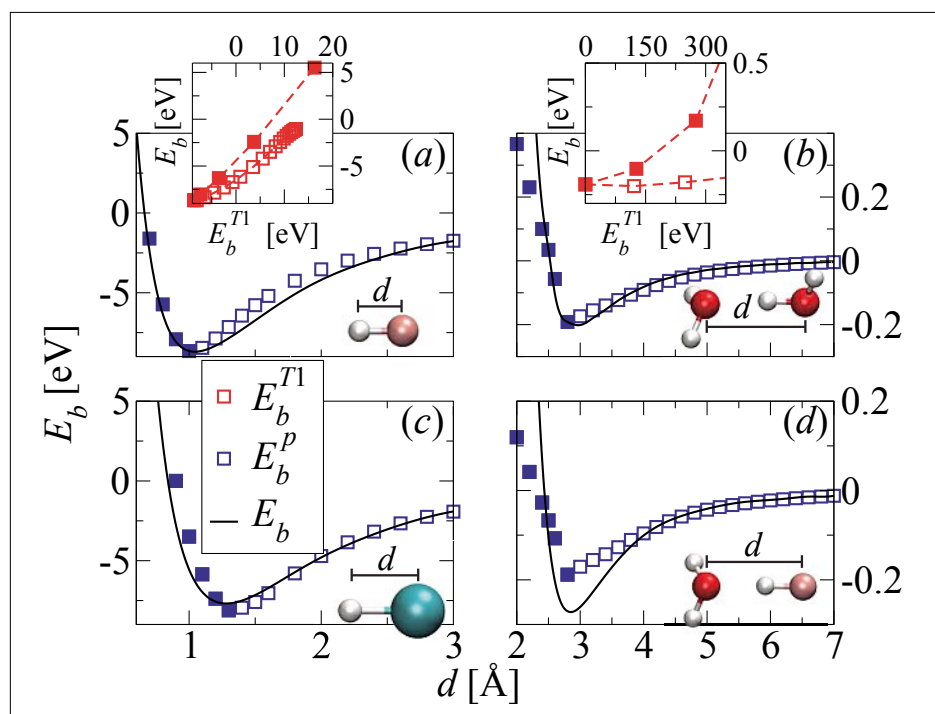 0 10 20
5
0
-5
E_b [eV]
E_b^{T1} [eV]
0 150 300
0.5
0
E_b [eV]
E_b^{T1} [eV]
5
0
-5
(a)
d
(b)
0.2
0
-0.2
d
E_b [eV]
5
0
-5
E_b^{T1}
E_b^p
E_b
(c)
d
1 2 3
(d)
0.2
0
-0.2
d
2 3 4 5 6 7
d [Å]